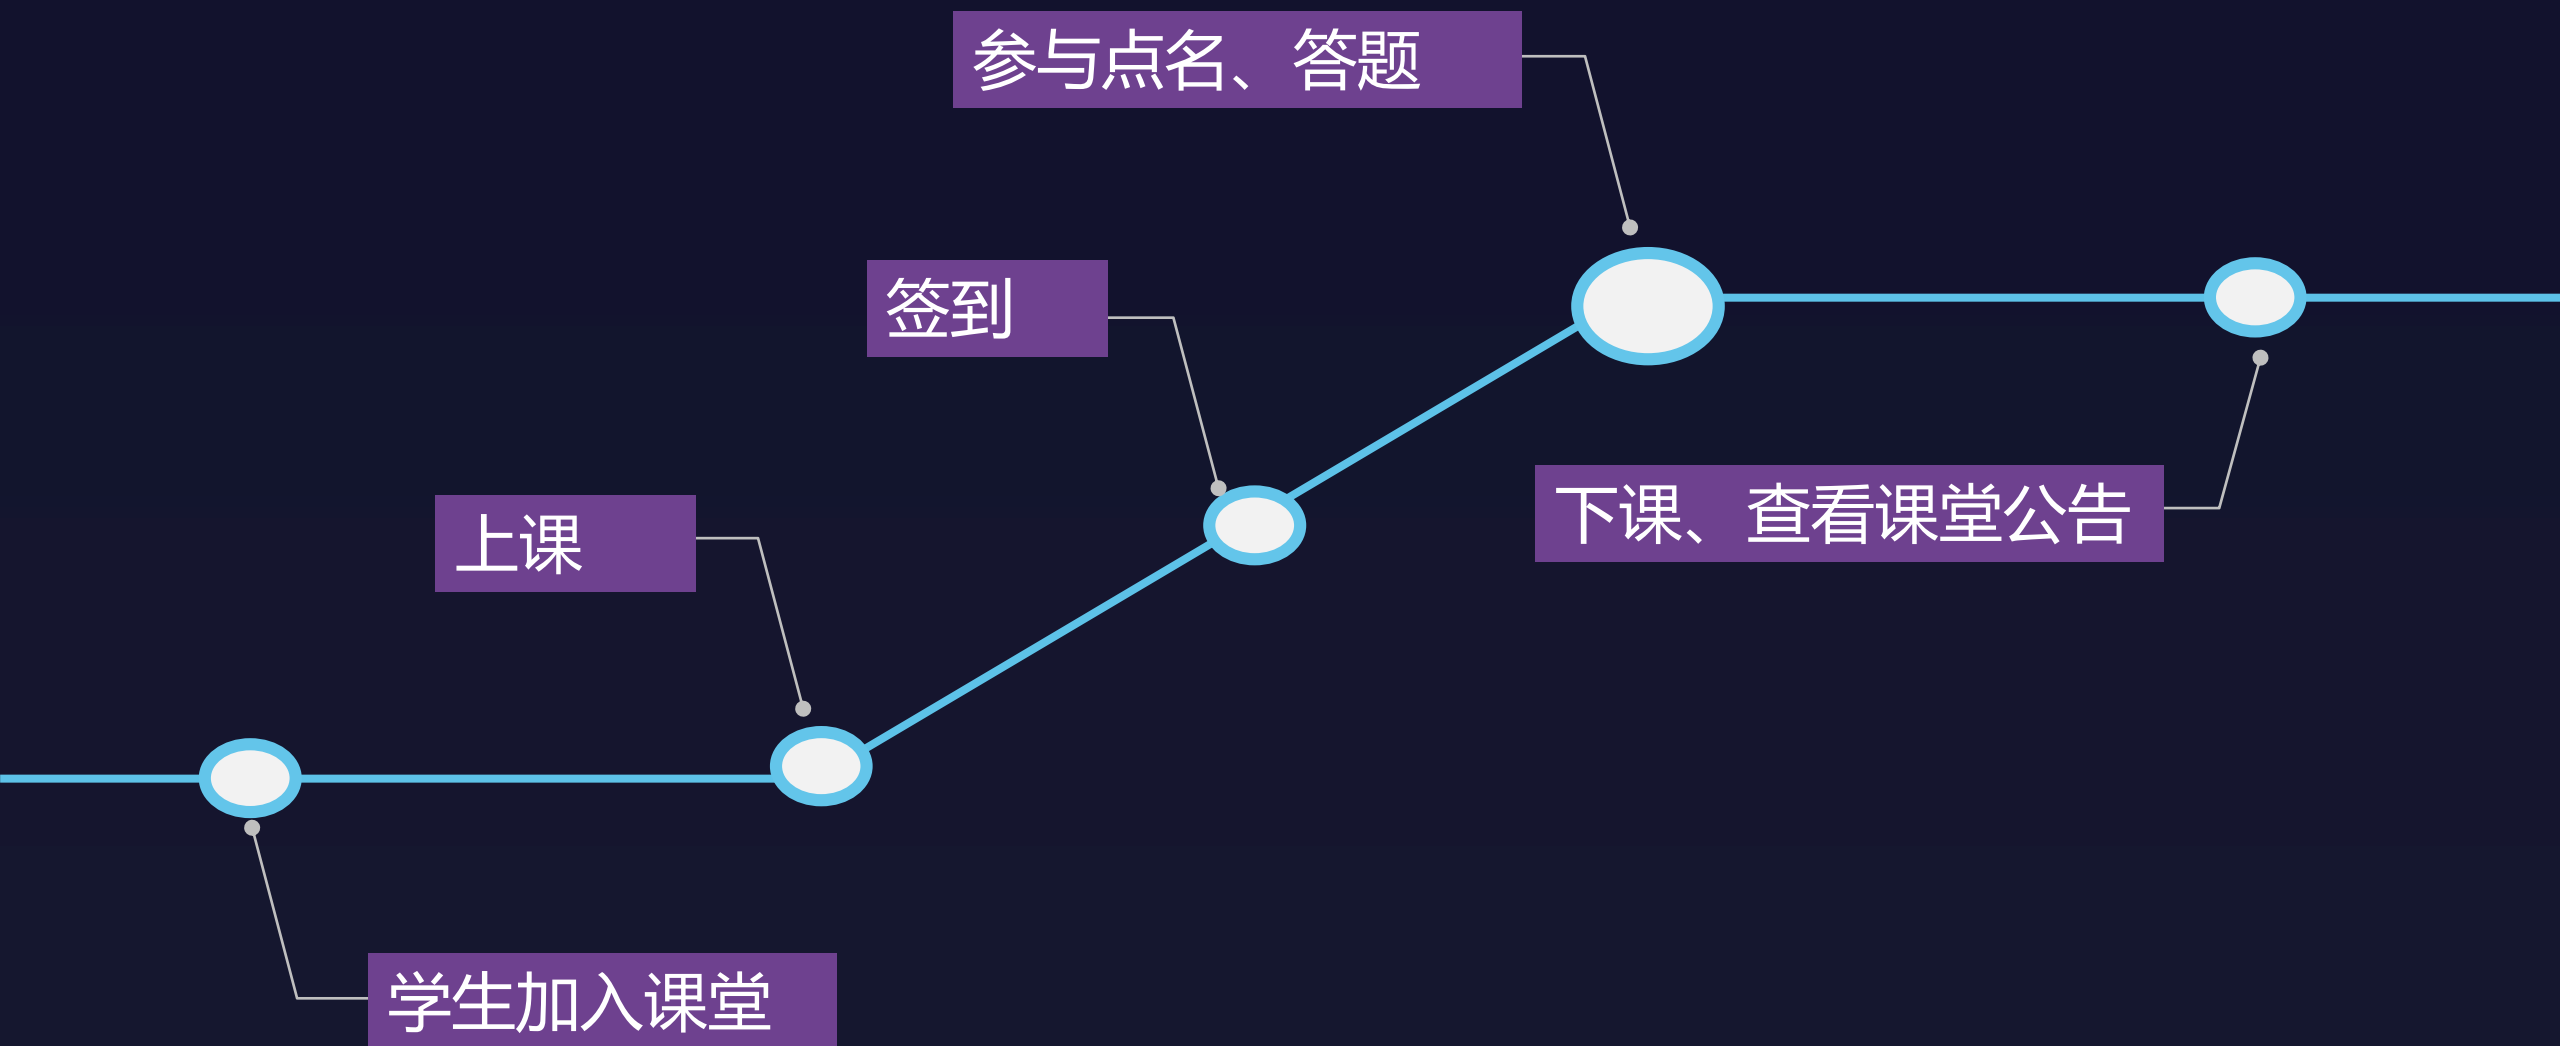 参与点名、答题
签到
上课
下课、查看课堂公告
学生加入课堂